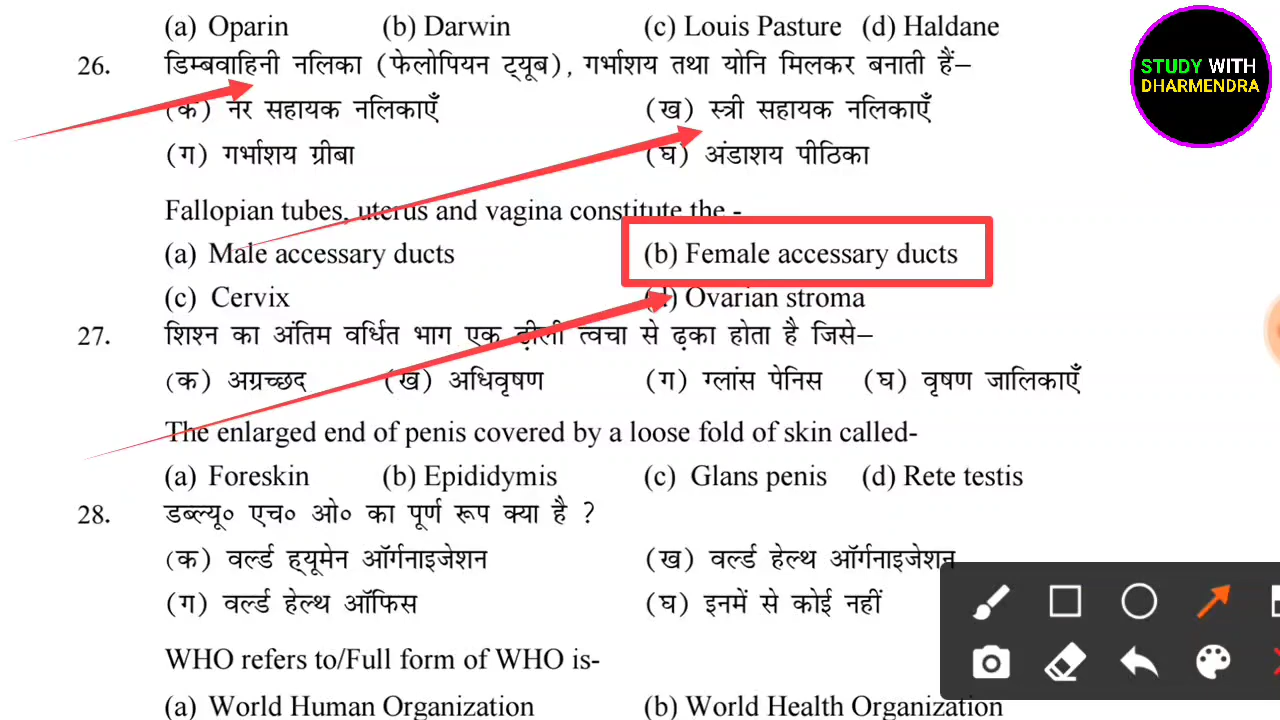 (a) Oparin (b) Darwin (c) Louis Pasture (d) Haldane
STUDY WITH
DHARMENDRA
26. डिम्बवाहिनी नलिका (फेलोपियन ट्यूब), गर्भाशय तथा योनि मिलकर बनाती हैं–
(क) नर सहायक नलिकाएँ (ख) स्त्री सहायक नलिकाएँ
(ग) गर्भाशय ग्रीबा (घ) अंडाशय पीठिका
Fallopian tubes, uterus and vagina constitute the -
(a) Male accessary ducts (b) Female accessary ducts
(c) Cervix (d) Ovarian stroma
27. शिश्न का अंतिम वर्धित भाग एक ढ़ीली त्वचा से ढ़का होता है जिसे–
(क) अग्रच्छद (ख) अधिवृषण (ग) ग्लांस पेनिस (घ) वृषण जालिकाएँ
The enlarged end of penis covered by a loose fold of skin called-
(a) Foreskin (b) Epididymis (c) Glans penis (d) Rete testis
28. डब्ल्यू० एच० ओ० का पूर्ण रूप क्या है ?
(क) वर्ल्ड ह्यूमेन ऑर्गनाइजेशन (ख) वर्ल्ड हेल्थ ऑर्गनाइजेशन
(ग) वर्ल्ड हेल्थ ऑफिस (घ) इनमें से कोई नहीं
WHO refers to/Full form of WHO is-
(a) World Human Organization (b) World Health Organization